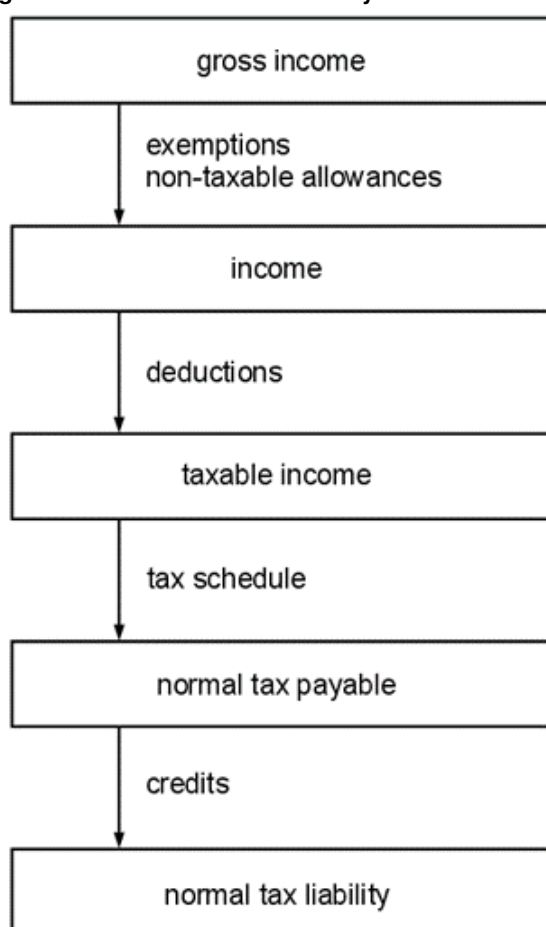 gross income
exemptions
non-taxable allowances
income
deductions
taxable income
tax schedule
normal tax payable
credits
normal tax liability